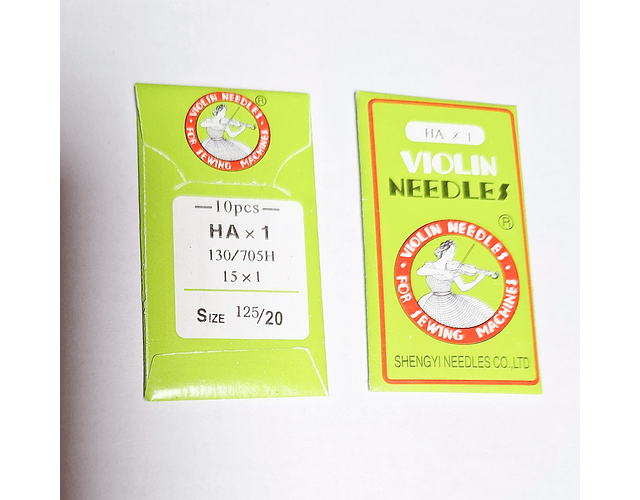 VIOLIN NEEDLES ®
FOR SEWING MACHINES
10pcs
HA x 1
130/705H
15 x 1
SIZE 125/20
HA x 1
VIOLIN
NEEDLES
®
VIOLIN NEEDLES
FOR SEWING MACHINES
SHENGYI NEEDLES CO.,LTD